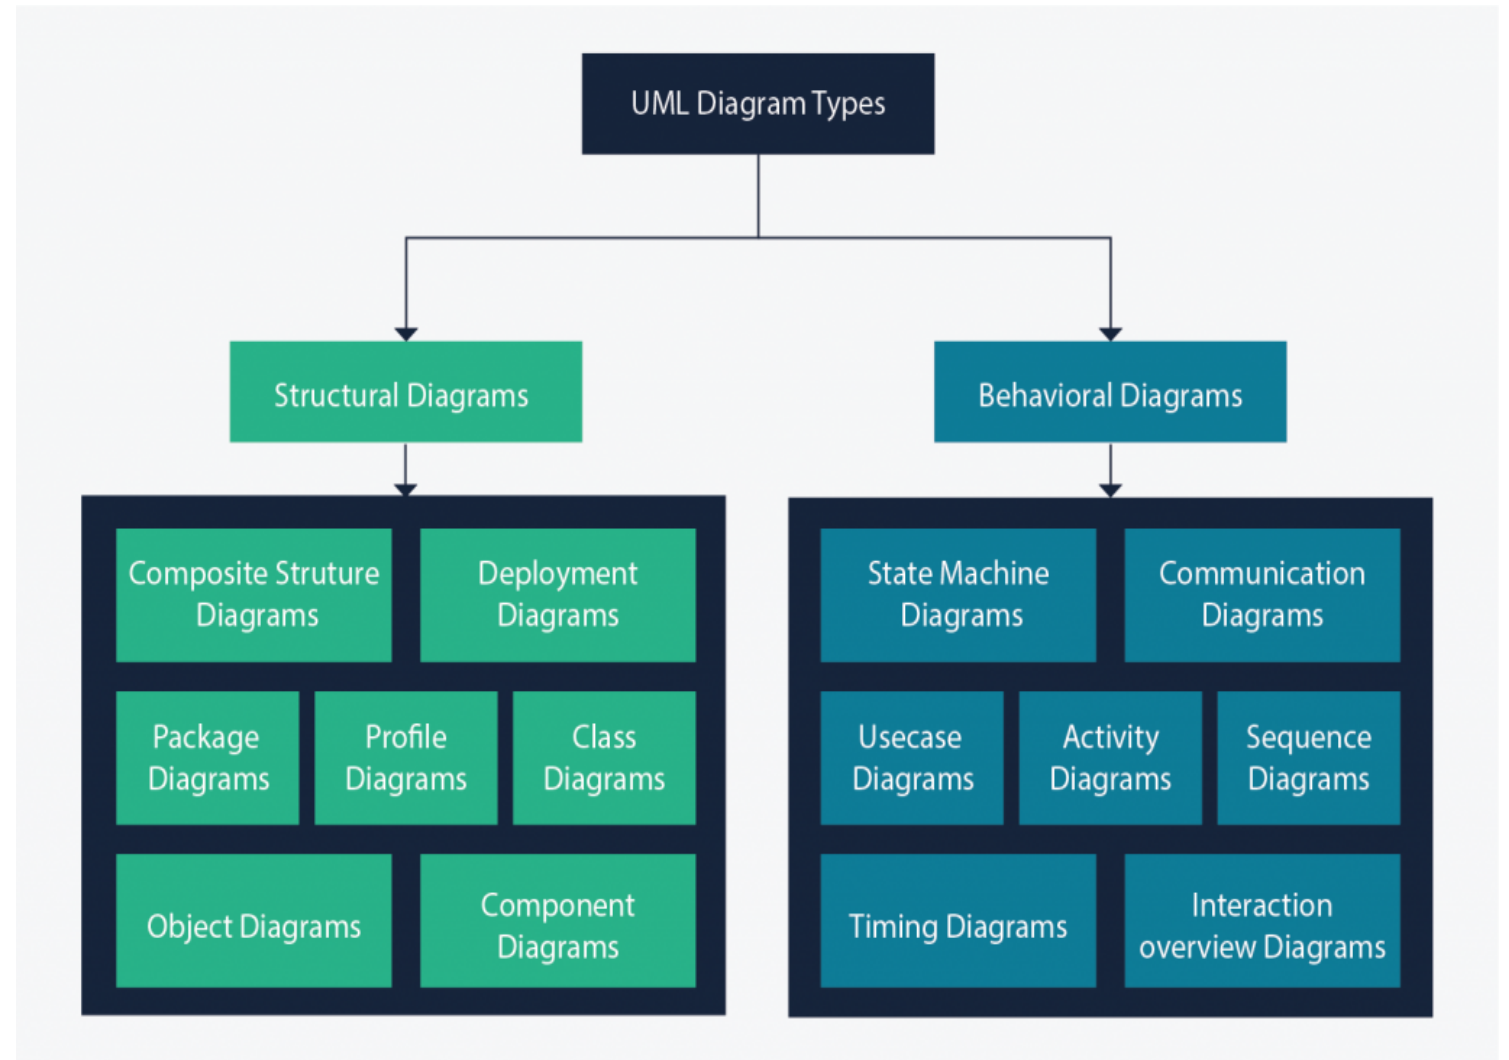 UML Diagram Types
Structural Diagrams
Behavioral Diagrams
Composite Struture
Diagrams
Deployment
Diagrams
Package
Diagrams
Profile
Diagrams
Class
Diagrams
Object Diagrams
Component
Diagrams
State Machine
Diagrams
Communication
Diagrams
Usecase
Diagrams
Activity
Diagrams
Sequence
Diagrams
Timing Diagrams
Interaction
overview Diagrams